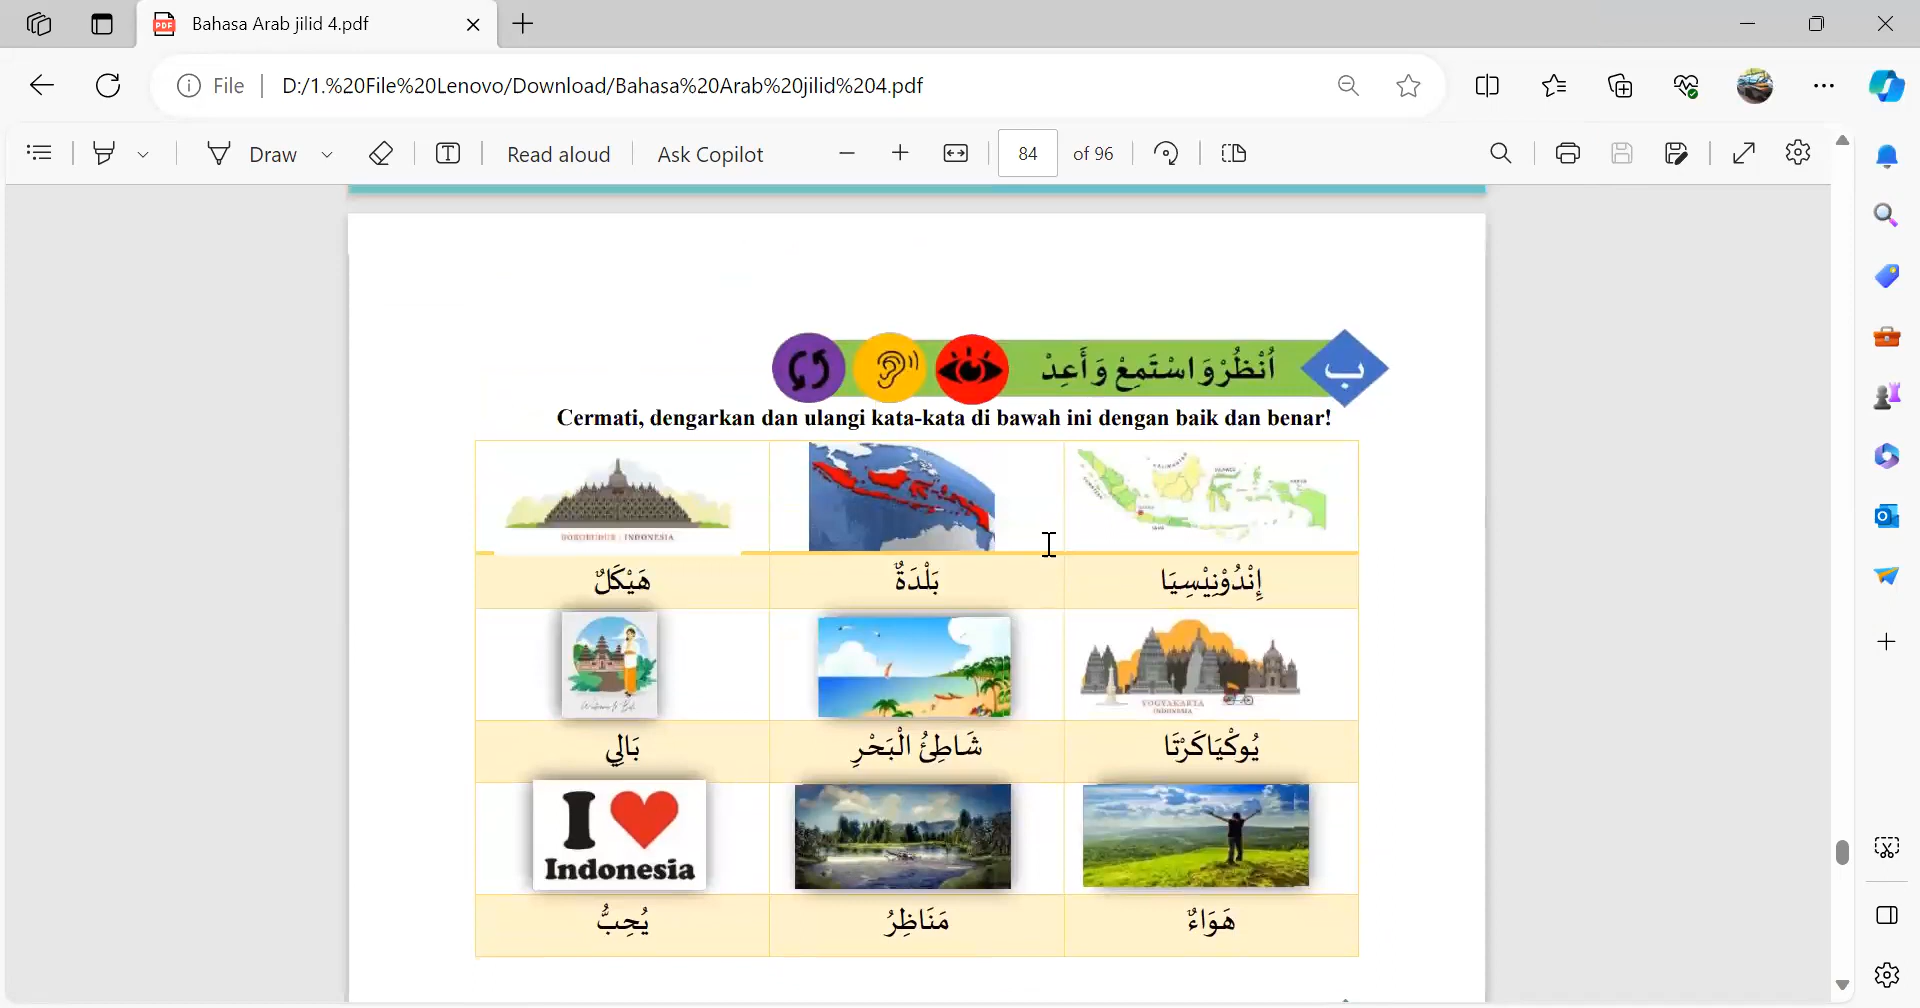 Bahasa Arab jilid 4.pdf
File
D:/1.%20File%20Lenovo/Download/Bahasa%20Arab%20jilid%204.pdf
Draw
Read aloud
Ask Copilot
84 of 96
ب
اُنْظُرْ وَاسْتَمِعْ وَ أَعِدْ
Cermati, dengarkan dan ulangi kata-kata di bawah ini dengan baik dan benar!
BOROBUDUR : INDONESIA
إِنْدُوْنِيْسِيَا
بَلْدَةٌ
هَيْكَلٌ
YOGYAKARTA
INDONESIA
يُوكْيَاكَرْتَا
شَاطِئُ الْبَحْرِ
بَالِي
I
Indonesia
هَوَاءٌ
مَنَاظِرُ
يُحِبُّ